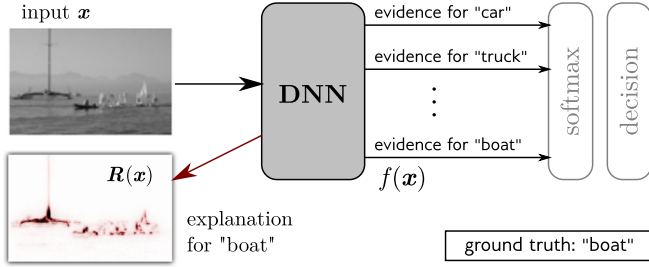 input x
DNN
evidence for "car"
evidence for "truck"
⋮
evidence for "boat"
f(x)
softmax
decision
R(x)
explanation
for "boat"
ground truth: "boat"